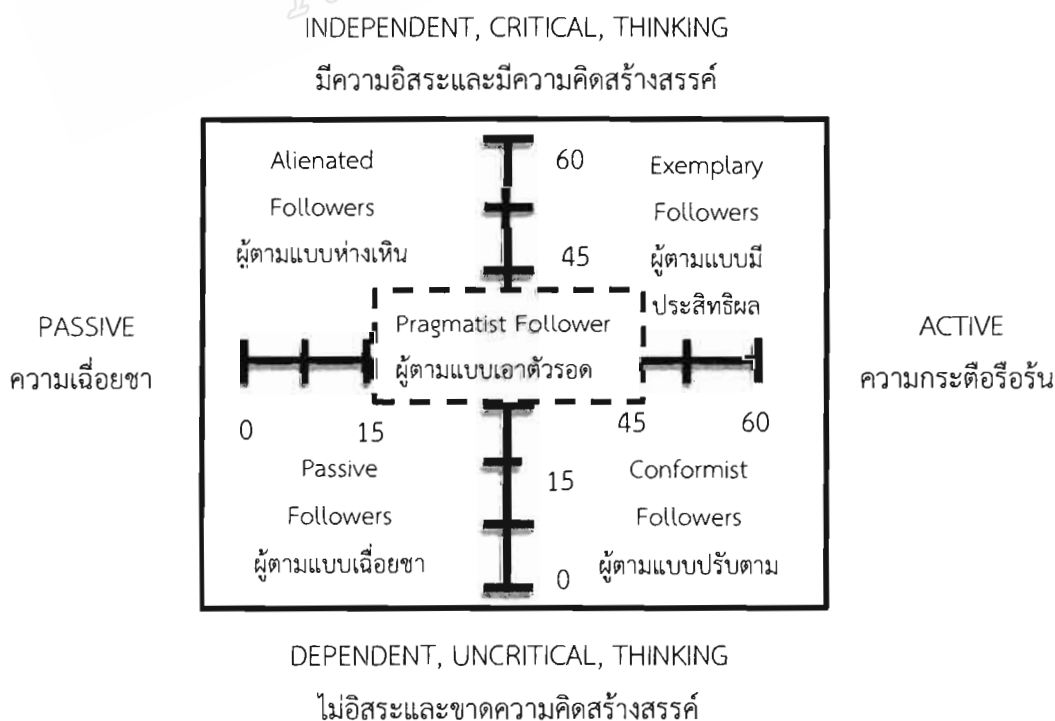 INDEPENDENT, CRITICAL, THINKING
มีความอิสระและมีความคิดสร้างสรรค์
Alienated
Followers
ผู้ตามแบบห่างเหิน
60
45
Exemplary
Followers
ผู้ตามแบบมี
ประสิทธิผล
PASSIVE
ความเฉื่อยชา
Pragmatist Follower
ผู้ตามแบบเอาตัวรอด
ACTIVE
ความกระตือรือร้น
0
15
45
60
Passive
Followers
ผู้ตามแบบเฉื่อยชา
15
0
Conformist
Followers
ผู้ตามแบบปรับตาม
DEPENDENT, UNCRITICAL, THINKING
ไม่อิสระและขาดความคิดสร้างสรรค์